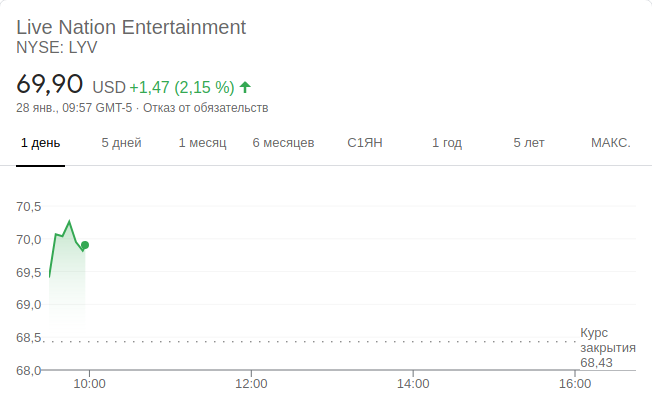 Live Nation Entertainment
NYSE: LYV
69,90 USD +1,47 (2,15 %)
28 янв., 09:57 GMT-5 · Отказ от обязательств
1 день 5 дней 1 месяц 6 месяцев С1ЯН 1 год 5 лет МАКС.
70,5
70,0
69,5
69,0
68,5
Курс
закрытия
68,43
68,0
10:00 12:00 14:00 16:00